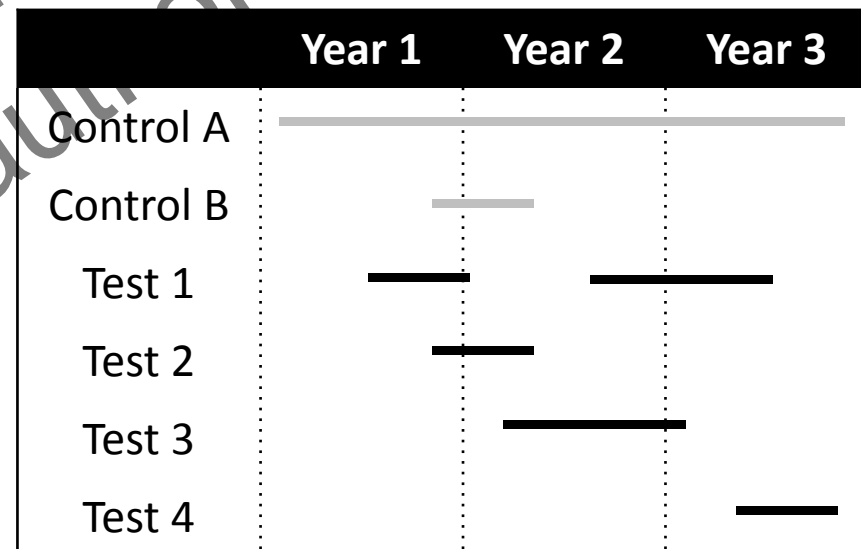 Year 1 Year 2 Year 3
Control A
Control B
Test 1
Test 2
Test 3
Test 4